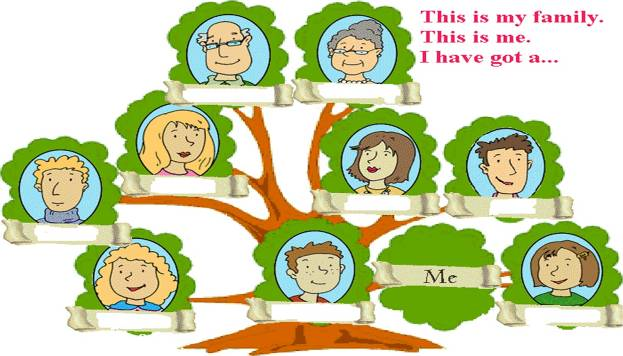 This is my family.
This is me.
I have got a...
Me